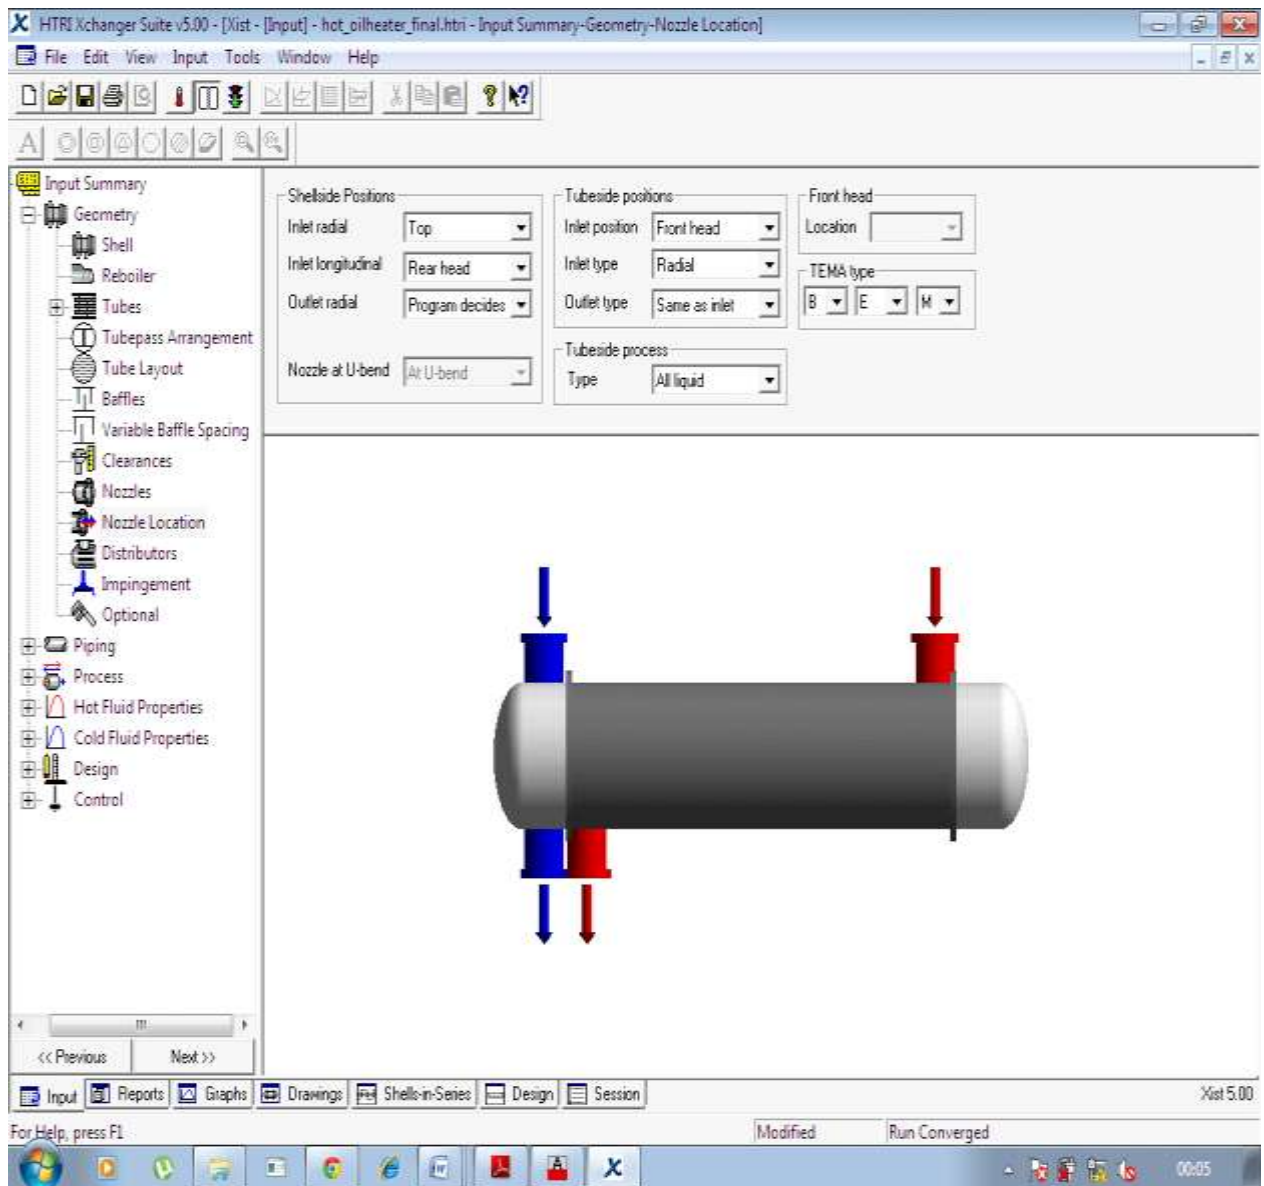 HTRI Xchanger Suite v5.00 - [Xist - [Input] - hot_oilheater_final.htri - Input Summary-Geometry-Nozzle Location]
File Edit View Input Tools Window Help
Input Summary
Geometry
Shell
Reboiler
Tubes
Tubepass Arrangement
Tube Layout
Baffles
Variable Baffle Spacing
Clearances
Nozzles
Nozzle Location
Distributors
Impingement
Optional
Piping
Process
Hot Fluid Properties
Cold Fluid Properties
Design
Control
<< Previous Next >>
Shellside Positions
Inlet radial Top
Inlet longitudinal Rear head
Outlet radial Program decides
Nozzle at U-bend At U-bend
Tubeside positions
Inlet position Front head
Inlet type Radial
Outlet type Same as inlet
Tubeside process
Type All liquid
Front head
Location
TEMA type
B E M
Input Reports Graphs Drawings Shells-in-Series Design Session Xist 5.00
For Help, press F1 Modified Run Converged
00:05